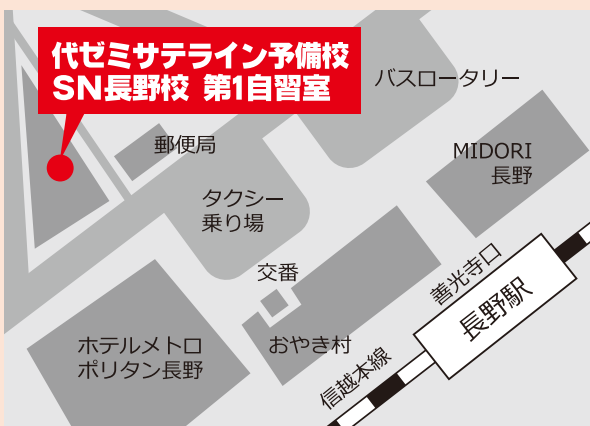 代ゼミサテライン予備校
SN長野校 第1自習室
バスロータリー
郵便局
MIDORI
長野
タクシー
乗り場
交番
善光寺口
長野駅
ホテルメトロ
ポリタン長野
おやき村
信越本線